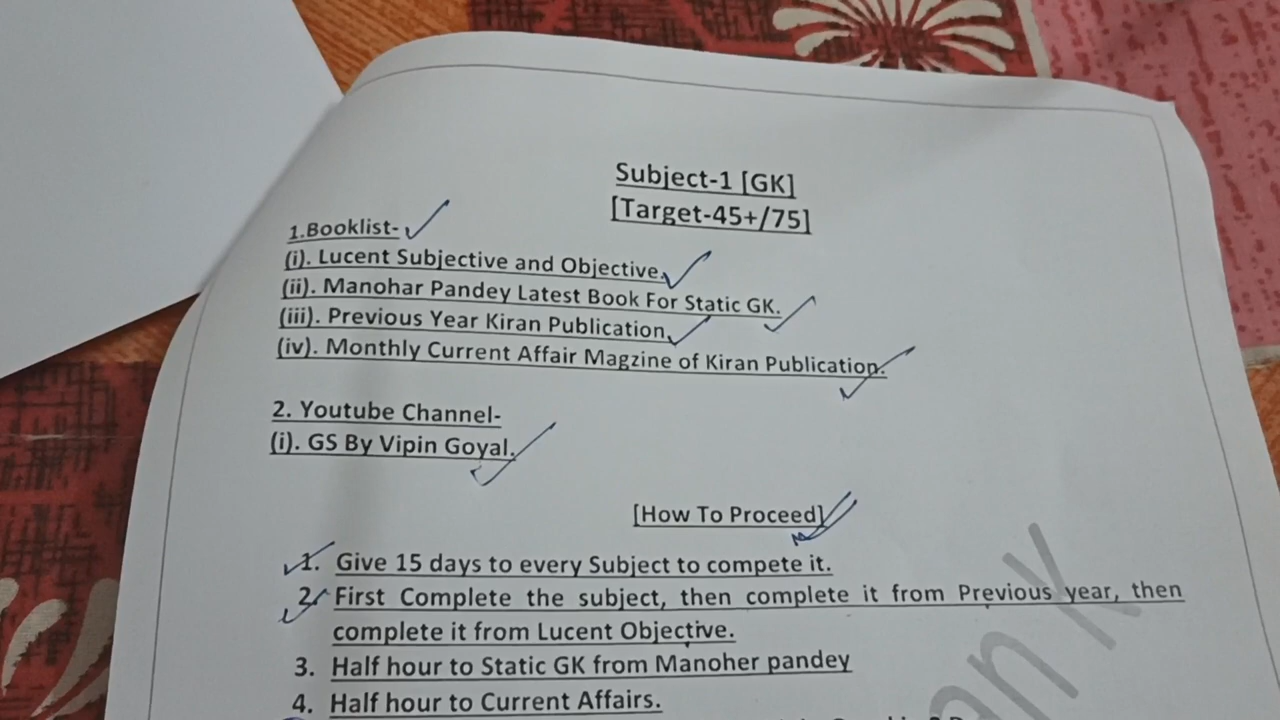 Subject-1 [GK]
[Target-45+/75]
1.Booklist-
(i). Lucent Subjective and Objective.
(ii). Manohar Pandey Latest Book For Static GK.
(iii). Previous Year Kiran Publication.
(iv). Monthly Current Affair Magzine of Kiran Publication.
2. Youtube Channel-
(i). GS By Vipin Goyal.
[How To Proceed]
1. Give 15 days to every Subject to compete it.
2. First Complete the subject, then complete it from Previous year, then
complete it from Lucent Objective.
3. Half hour to Static GK from Manoher pandey
4. Half hour to Current Affairs.